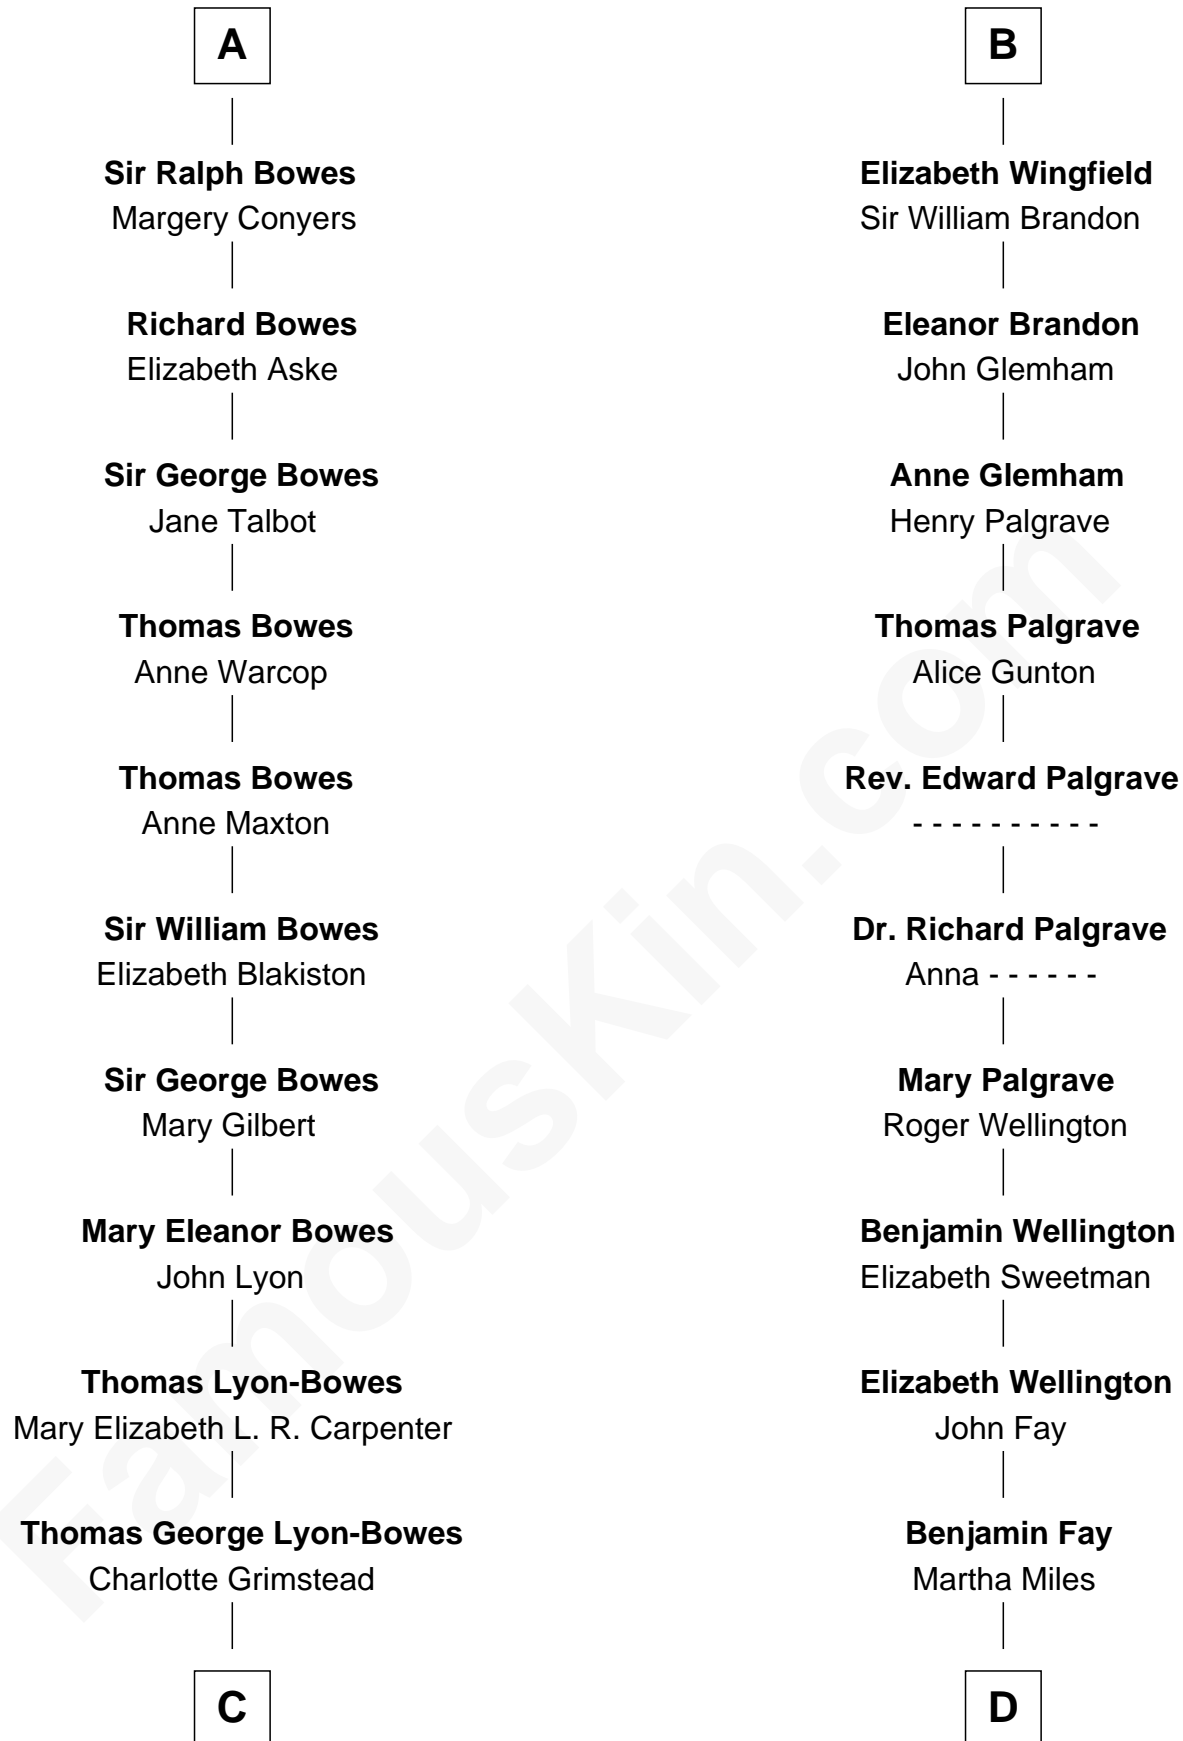 A
Sir Ralph Bowes
Margery Conyers
Richard Bowes
Elizabeth Aske
Sir George Bowes
Jane Talbot
Thomas Bowes
Anne Warcop
Thomas Bowes
Anne Maxton
Sir William Bowes
Elizabeth Blakiston
Sir George Bowes
Mary Gilbert
Mary Eleanor Bowes
John Lyon
Thomas Lyon-Bowes
Mary Elizabeth L. R. Carpenter
Thomas George Lyon-Bowes
Charlotte Grimstead
C
B
Elizabeth Wingfield
Sir William Brandon
Eleanor Brandon
John Glemham
Anne Glemham
Henry Palgrave
Thomas Palgrave
Alice Gunton
Rev. Edward Palgrave
- - - - - - - - - -
Dr. Richard Palgrave
Anna - - - - - -
Mary Palgrave
Roger Wellington
Benjamin Wellington
Elizabeth Sweetman
Elizabeth Wellington
John Fay
Benjamin Fay
Martha Miles
D
FamousKin.com